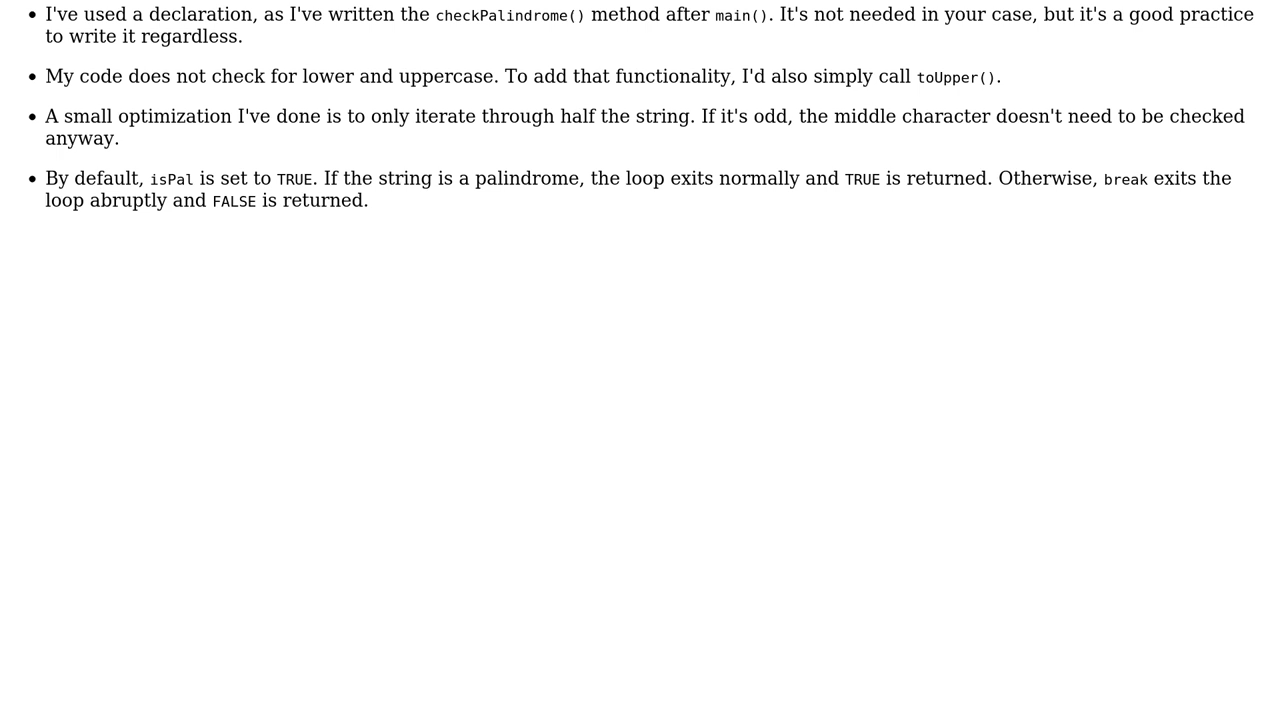 I've used a declaration, as I've written the checkPalindrome() method after main(). It's not needed in your case, but it's a good practice
to write it regardless.
My code does not check for lower and uppercase. To add that functionality, I'd also simply call toUpper().
A small optimization I've done is to only iterate through half the string. If it's odd, the middle character doesn't need to be checked
anyway.
By default, isPal is set to TRUE. If the string is a palindrome, the loop exits normally and TRUE is returned. Otherwise, break exits the
loop abruptly and FALSE is returned.